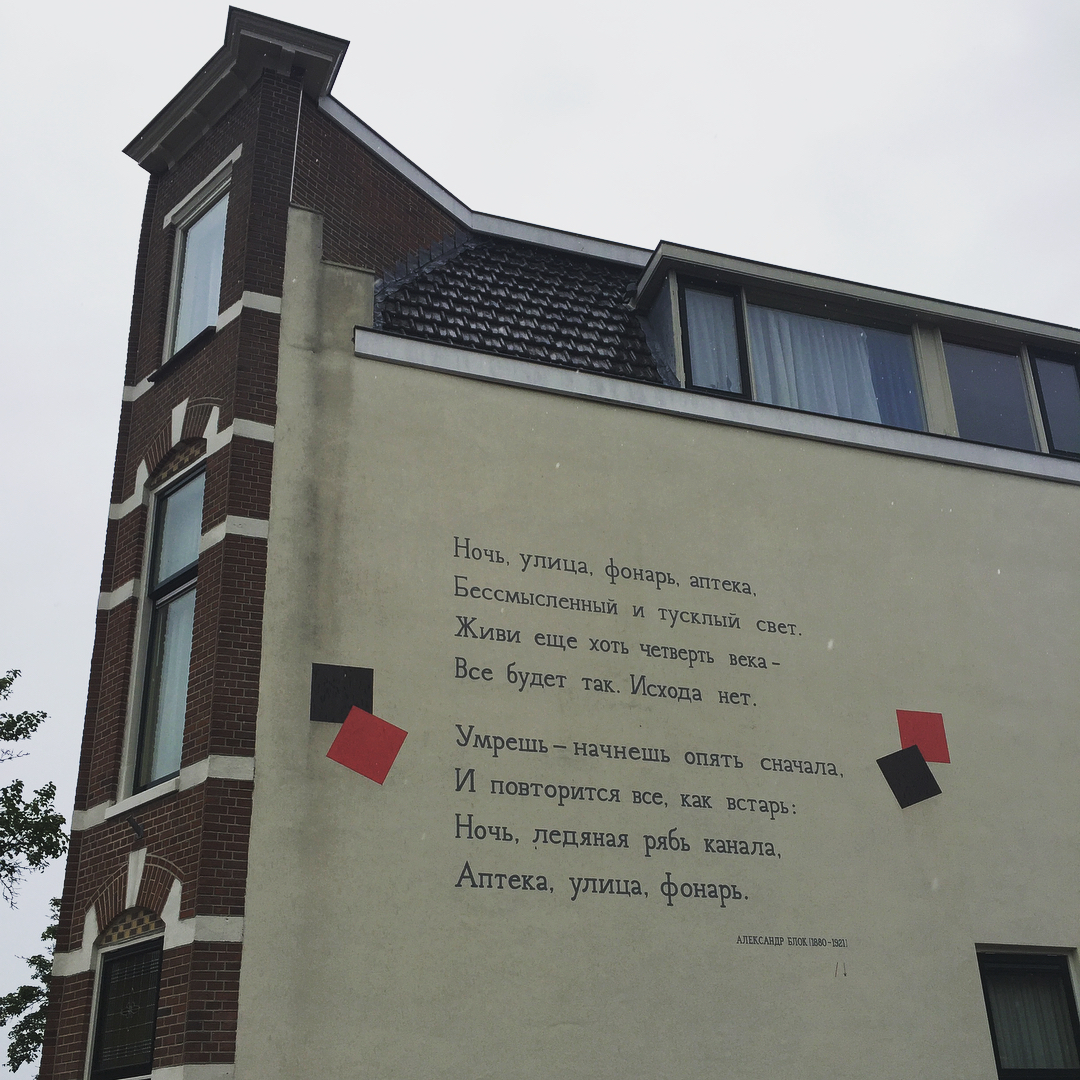 Ночь, улица, фонарь, аптека,
Бессмысленный и тусклый свет.
Живи еще хоть четверть века –
Все будет так. Исхода нет.
Умрешь – начнешь опять сначала,
И повторится все, как встарь:
Ночь, ледяная рябь канала,
Аптека, улица, фонарь.
АЛЕКСАНДР БЛОК (1880-1921)